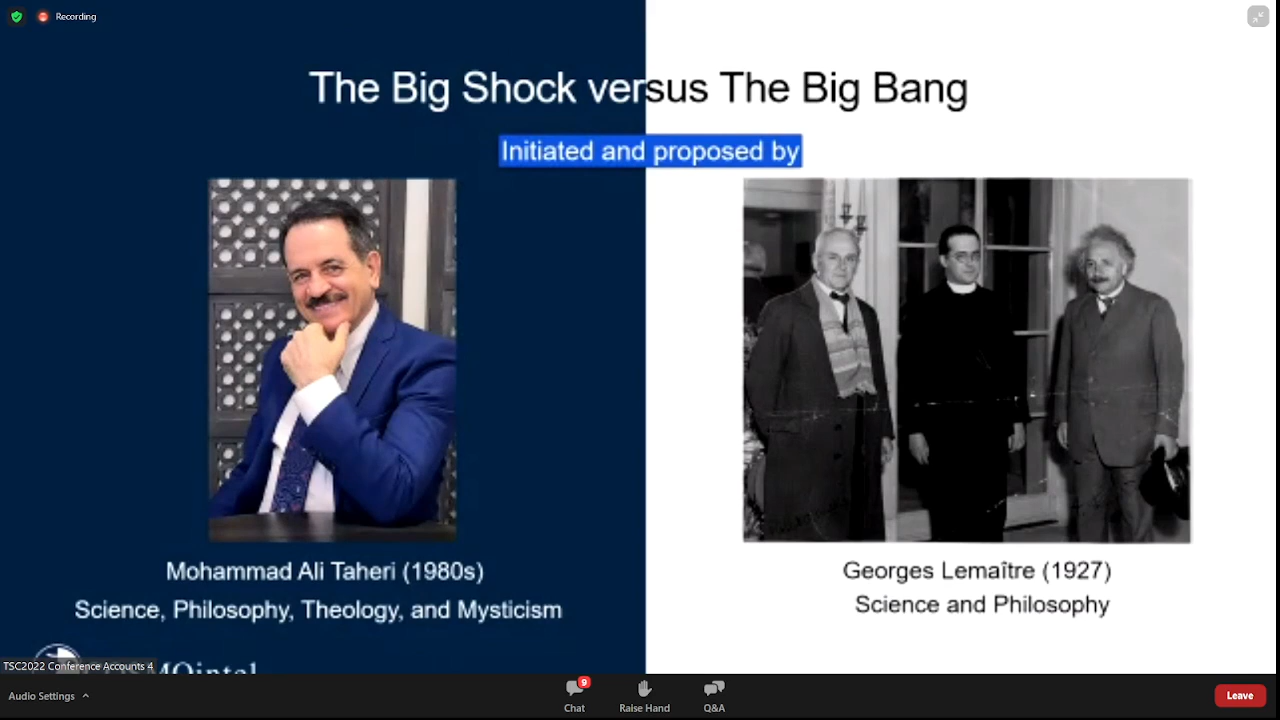 Recording
The Big Shock versus The Big Bang
Initiated and proposed by
Mohammad Ali Taheri (1980s)
Science, Philosophy, Theology, and Mysticism
Georges Lemaître (1927)
Science and Philosophy
TSC2022 Conference Accounts 4
Audio Settings
9
Chat
Raise Hand
Q&A
Leave